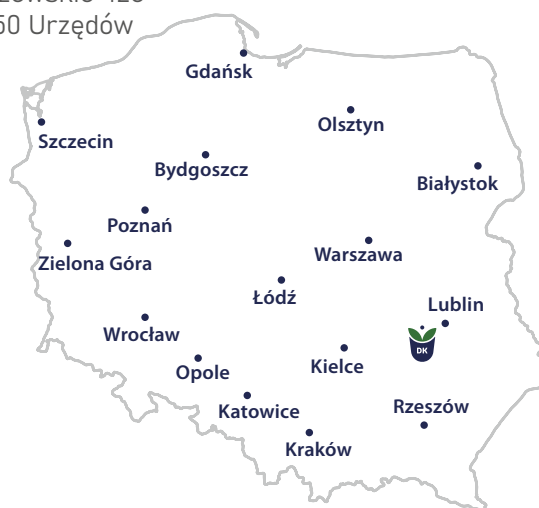 50 Urzędów
Gdańsk
Olsztyn
Szczecin
Bydgoszcz
Białystok
Poznań
Warszawa
Zielona Góra
Łódź
Lublin
Wrocław
DK
Kielce
Opole
Katowice
Rzeszów
Kraków